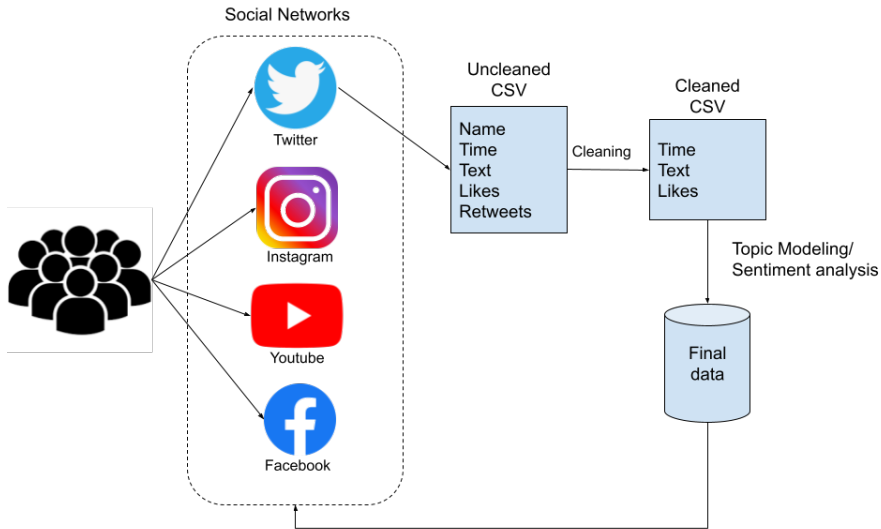 Social Networks
Twitter
Instagram
Youtube
Facebook
Uncleaned
CSV
Name
Time
Text
Likes
Retweets
Cleaning
Cleaned
CSV
Time
Text
Likes
Topic Modeling/
Sentiment analysis
Final
data